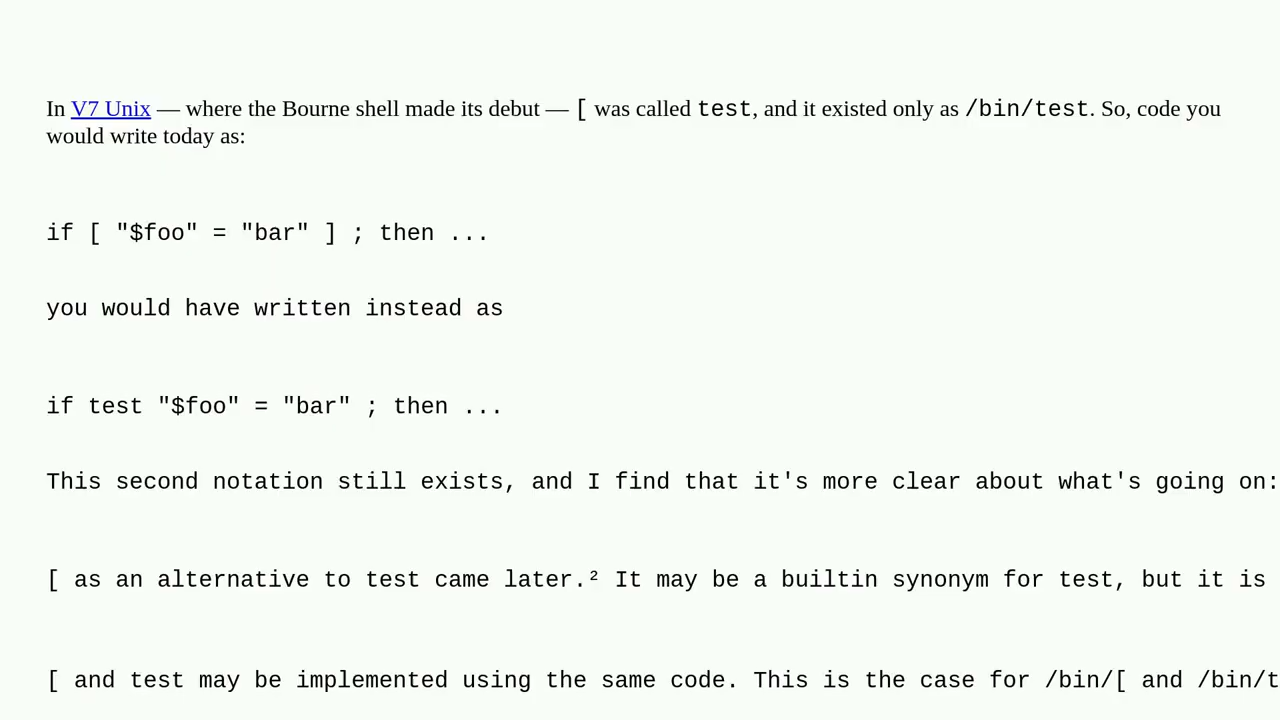 In V7 Unix — where the Bourne shell made its debut — [ was called test, and it existed only as /bin/test. So, code you
would write today as:
if [ "$foo" = "bar" ] ; then ...
you would have written instead as
if test "$foo" = "bar" ; then ...
This second notation still exists, and I find that it's more clear about what's going on:
[ as an alternative to test came later.² It may be a builtin synonym for test, but it is
[ and test may be implemented using the same code. This is the case for /bin/[ and /bin/t